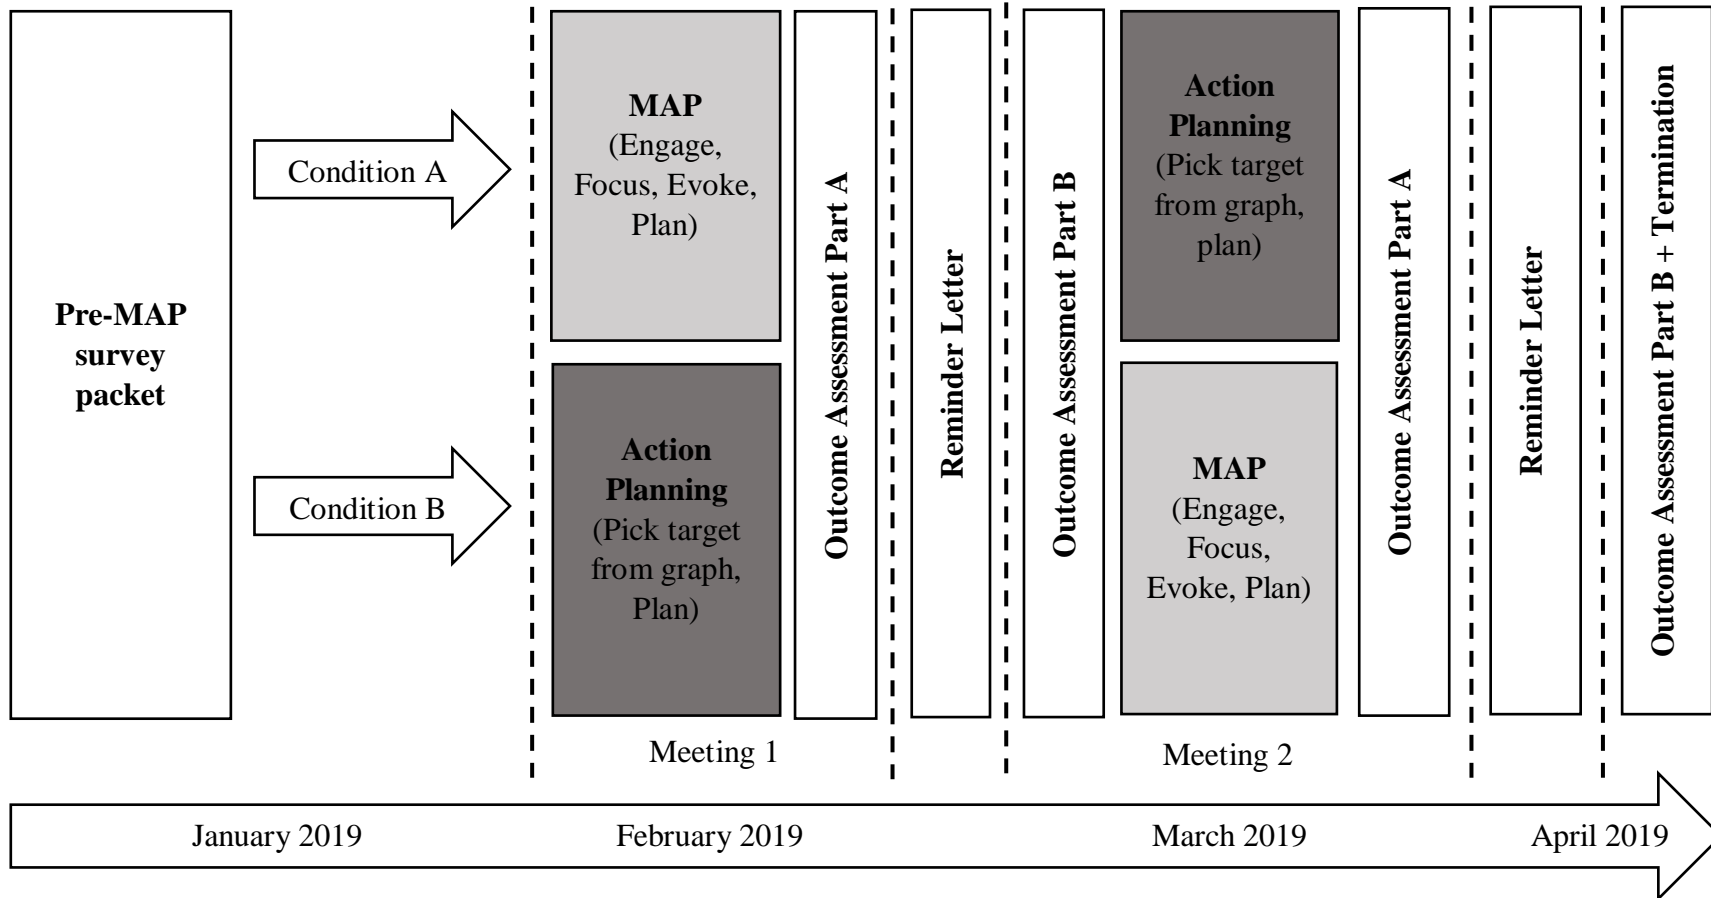 Pre-MAP
survey
packet
Condition A
Condition B
MAP
(Engage,
Focus, Evoke,
Plan)
Action
Planning
(Pick target
from graph,
Plan)
Outcome Assessment Part A
Meeting 1
Reminder Letter
Outcome Assessment Part B
Action
Planning
(Pick target
from graph,
plan)
MAP
(Engage,
Focus,
Evoke, Plan)
Meeting 2
Outcome Assessment Part A
Reminder Letter
Outcome Assessment Part B + Termination
January 2019
February 2019
March 2019
April 2019